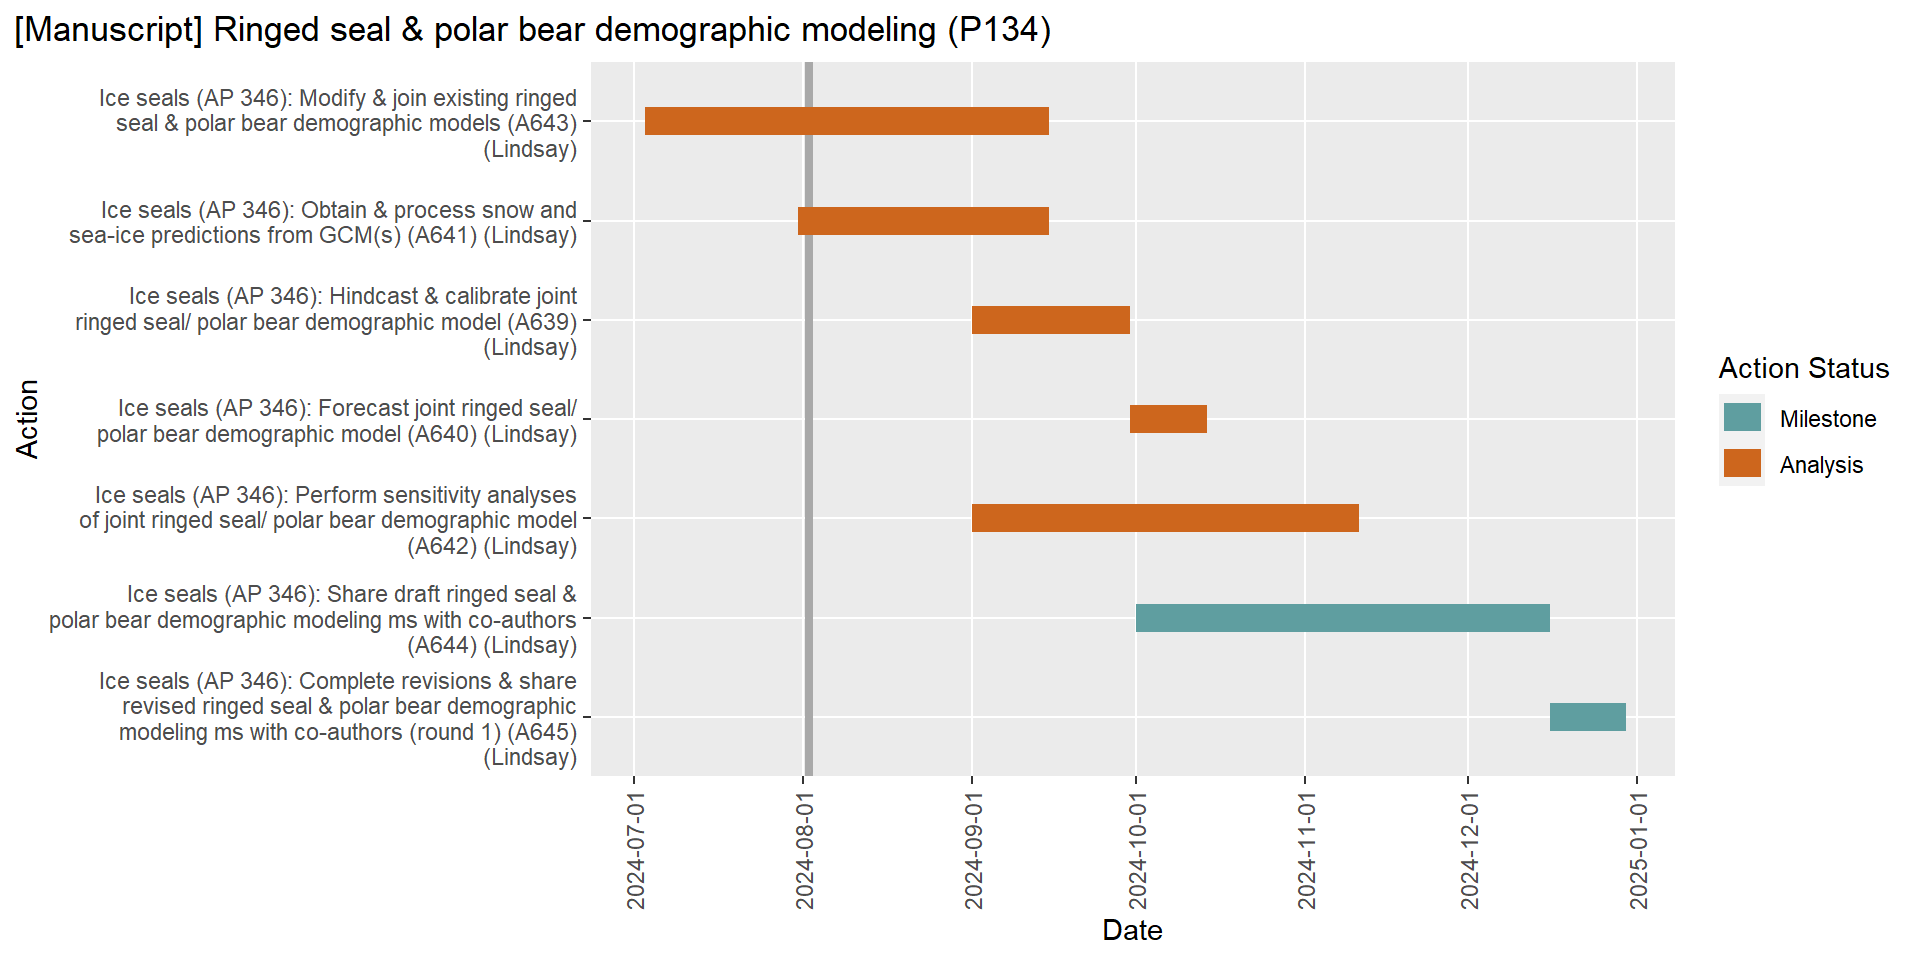 [Manuscript] Ringed seal & polar bear demographic modeling (P134)
Ice seals (AP 346): Modify & join existing ringed
seal & polar bear demographic models (A643)
(Lindsay)
Ice seals (AP 346): Obtain & process snow and
sea-ice predictions from GCM(s) (A641) (Lindsay)
Ice seals (AP 346): Hindcast & calibrate joint
ringed seal/ polar bear demographic model (A639)
(Lindsay)
Ice seals (AP 346): Forecast joint ringed seal/
polar bear demographic model (A640) (Lindsay)
Ice seals (AP 346): Perform sensitivity analyses
of joint ringed seal/ polar bear demographic model
(A642) (Lindsay)
Ice seals (AP 346): Share draft ringed seal &
polar bear demographic modeling ms with co-authors
(A644) (Lindsay)
Ice seals (AP 346): Complete revisions & share
revised ringed seal & polar bear demographic
modeling ms with co-authors (round 1) (A645)
(Lindsay)
Action
2024-07-01
2024-08-01
2024-09-01
2024-10-01
2024-11-01
2024-12-01
2025-01-01
Date
Action Status
Milestone
Analysis